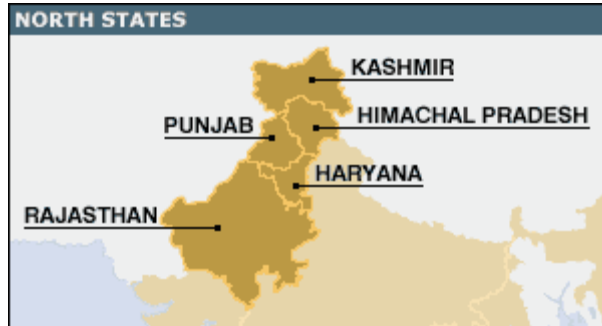 NORTH STATES
KASHMIR
HIMACHAL PRADESH
PUNJAB
HARYANA
RAJASTHAN